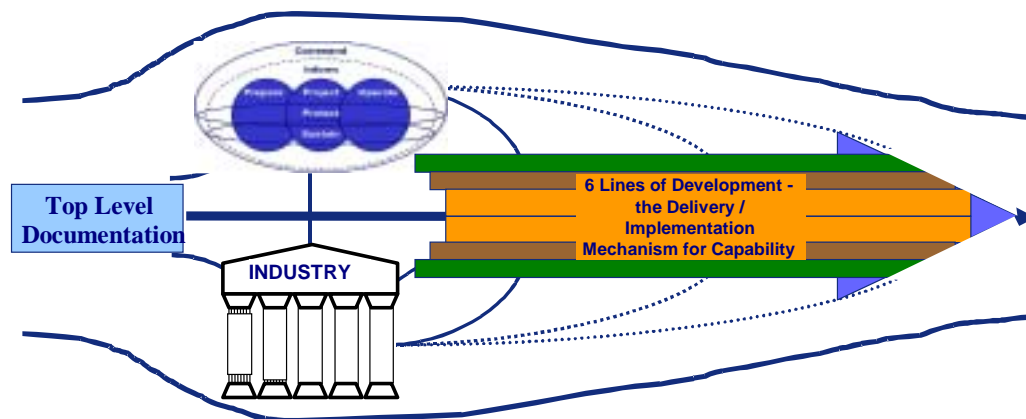 Command
Inform
Prepare Project Operate
Protect
Sustain
Top Level
Documentation
INDUSTRY
6 Lines of Development -
the Delivery /
Implementation
Mechanism for Capability